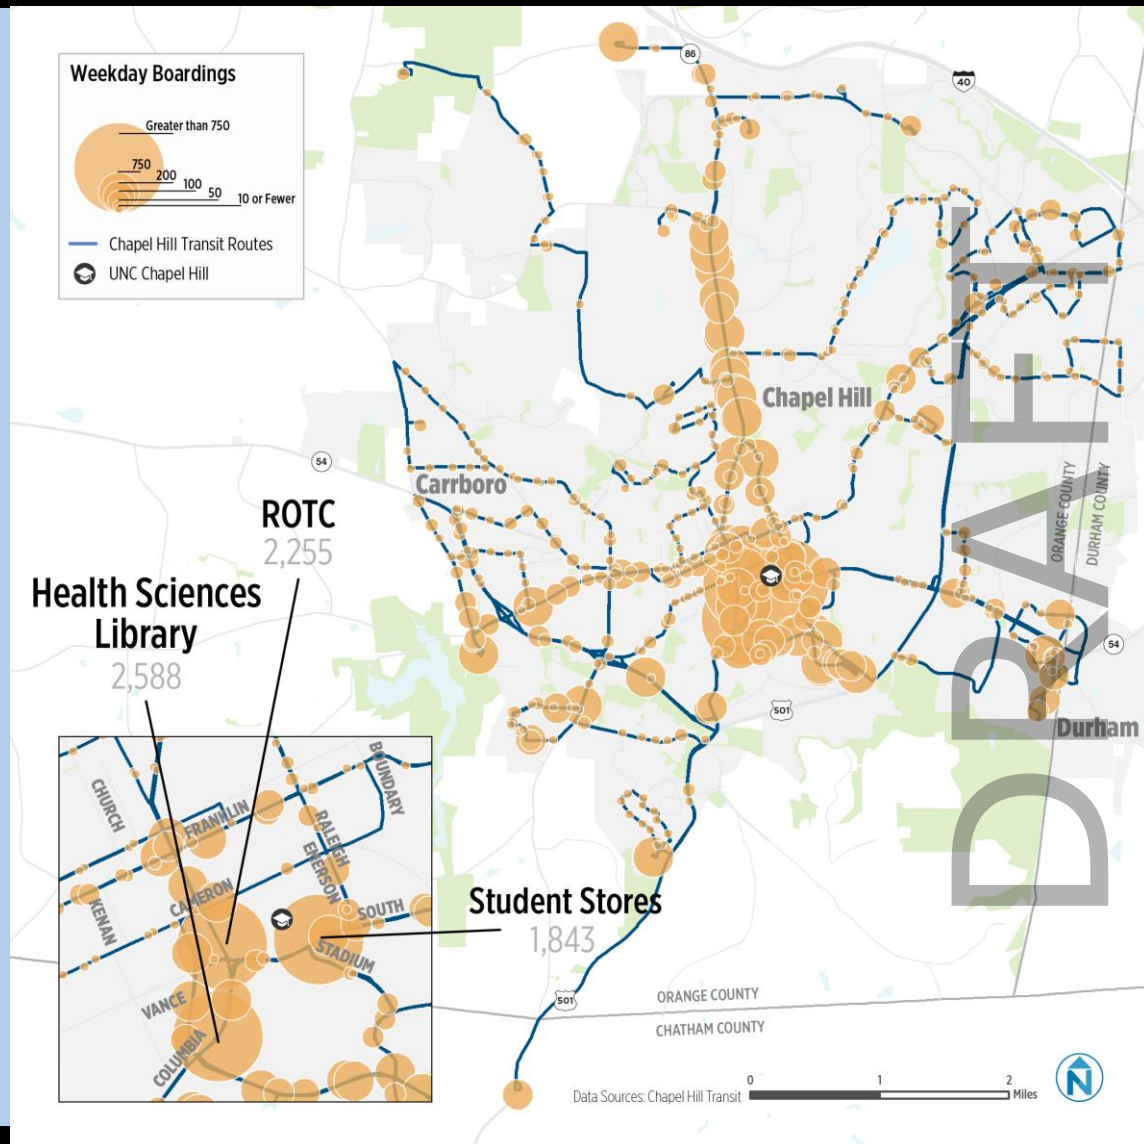 Weekday Boardings
Greater than 750
750
200
100
50
10 or Fewer
Chapel Hill Transit Routes
UNC Chapel Hill
86
40
Chapel Hill
54
Carrboro
ORANGE COUNTY
DURHAM COUNTY
DRAFT
ROTC
2,255
Health Sciences
Library
2,588
54
501
Durham
BOUNDARY
CHURCH
FRANKLIN
RALEIGH
EMERSON
CAMERON
KENAN
SOUTH
STADIUM
VANCE
COLUMBIA
Student Stores
1,843
501
ORANGE COUNTY
CHATHAM COUNTY
0 1 2
Data Sources: Chapel Hill Transit
Miles
N